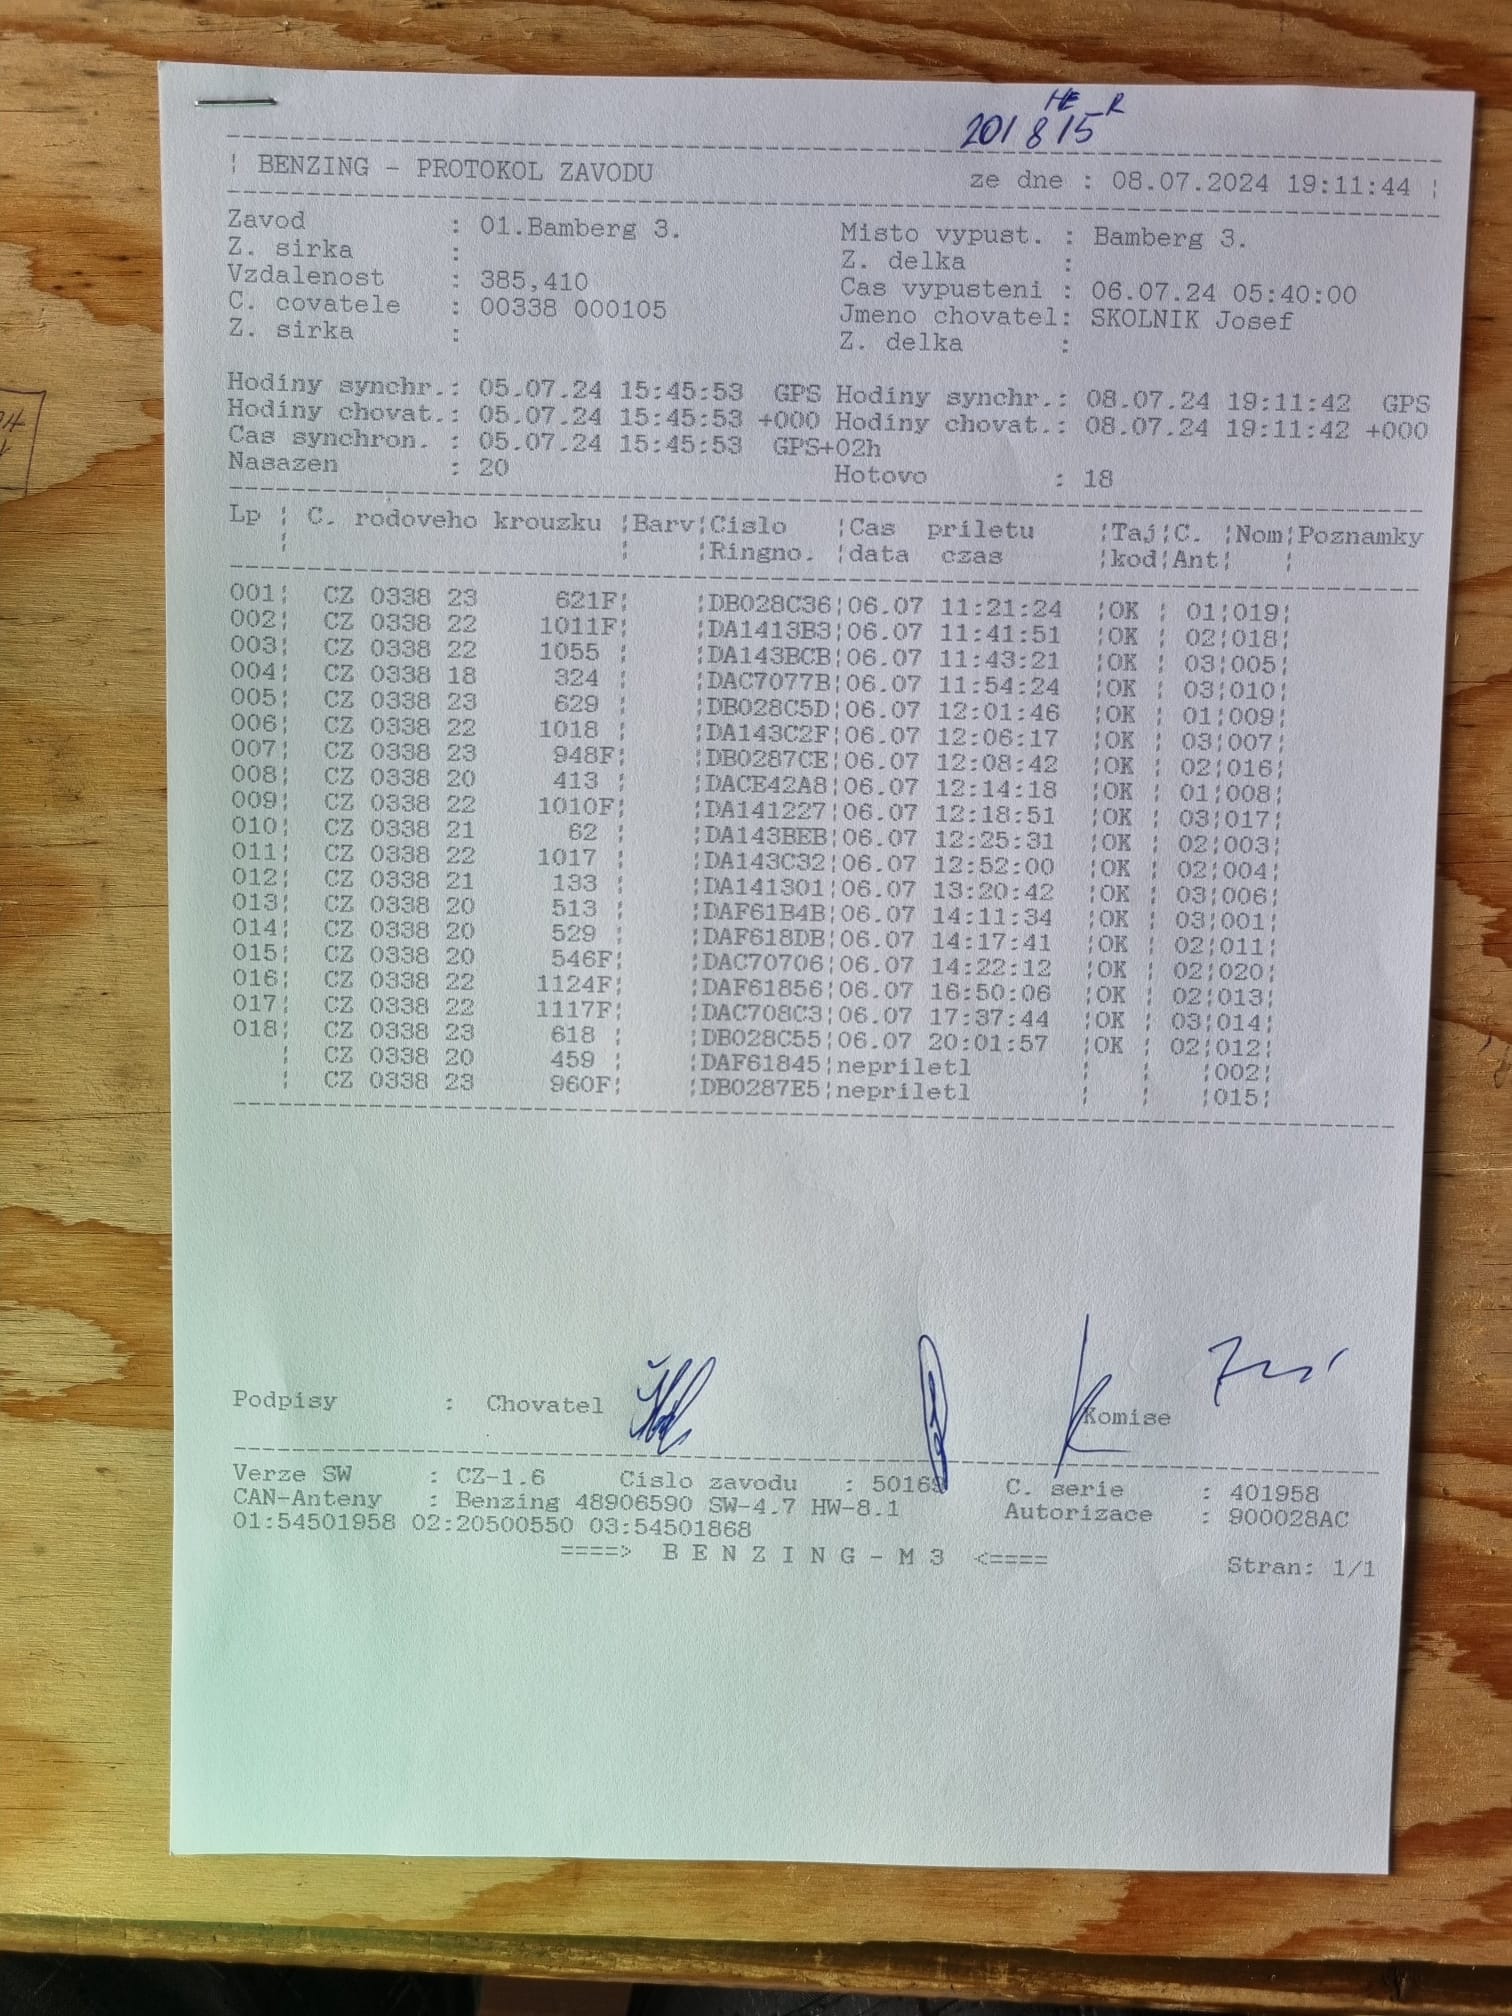 HE R
201 8 15
¦ BENZING - PROTOKOL ZAVODU ze dne : 08.07.2024 19:11:44 ¦
Zavod : 01.Bamberg 3. Misto vypust. : Bamberg 3.
Z. sirka : Z. delka :
Vzdalenost : 385,410 Cas vypusteni : 06.07.24 05:40:00
C. covatele : 00338 000105 Jmeno chovatel: SKOLNIK Josef
Z. sirka : Z. delka :
Hodiny synchr.: 05.07.24 15:45:53 GPS Hodiny synchr.: 08.07.24 19:11:42 GPS
Hodiny chovat.: 05.07.24 15:45:53 +000 Hodiny chovat.: 08.07.24 19:11:42 +000
Cas synchron. : 05.07.24 15:45:53 GPS+02h
Nasazen : 20 Hotovo : 18
Lp ¦ C. rodoveho krouzku ¦Barv¦Cislo ¦Cas priletu ¦Taj¦C. ¦Nom¦Poznamky
¦ ¦ ¦Ringno. ¦data czas ¦kod¦Ant¦ ¦
001¦ CZ 0338 23 621F¦ ¦DB028C36¦06.07 11:21:24 ¦OK ¦ 01¦019¦
002¦ CZ 0338 22 1011F¦ ¦DA1413B3¦06.07 11:41:51 ¦OK ¦ 02¦018¦
003¦ CZ 0338 22 1055 ¦ ¦DA143BCB¦06.07 11:43:21 ¦OK ¦ 03¦005¦
004¦ CZ 0338 18 324 ¦ ¦DAC7077B¦06.07 11:54:24 ¦OK ¦ 03¦010¦
005¦ CZ 0338 23 629 ¦ ¦DB028C5D¦06.07 12:01:46 ¦OK ¦ 01¦009¦
006¦ CZ 0338 22 1018 ¦ ¦DA143C2F¦06.07 12:06:17 ¦OK ¦ 03¦007¦
007¦ CZ 0338 23 948F¦ ¦DB0287CE¦06.07 12:08:42 ¦OK ¦ 02¦016¦
008¦ CZ 0338 20 413 ¦ ¦DACE42A8¦06.07 12:14:18 ¦OK ¦ 01¦008¦
009¦ CZ 0338 22 1010F¦ ¦DA141227¦06.07 12:18:51 ¦OK ¦ 03¦017¦
010¦ CZ 0338 21 62 ¦ ¦DA143BEB¦06.07 12:25:31 ¦OK ¦ 02¦003¦
011¦ CZ 0338 22 1017 ¦ ¦DA143C32¦06.07 12:52:00 ¦OK ¦ 02¦004¦
012¦ CZ 0338 21 133 ¦ ¦DA141301¦06.07 13:20:42 ¦OK ¦ 03¦006¦
013¦ CZ 0338 20 513 ¦ ¦DAF61B4B¦06.07 14:11:34 ¦OK ¦ 03¦001¦
014¦ CZ 0338 20 529 ¦ ¦DAF618DB¦06.07 14:17:41 ¦OK ¦ 02¦011¦
015¦ CZ 0338 20 546F¦ ¦DAC70706¦06.07 14:22:12 ¦OK ¦ 02¦020¦
016¦ CZ 0338 22 1124F¦ ¦DAF61856¦06.07 16:50:06 ¦OK ¦ 02¦013¦
017¦ CZ 0338 22 1117F¦ ¦DAC708C3¦06.07 17:37:44 ¦OK ¦ 03¦014¦
018¦ CZ 0338 23 618 ¦ ¦DB028C55¦06.07 20:01:57 ¦OK ¦ 02¦012¦
¦ CZ 0338 20 459 ¦ ¦DAF61845¦nepriletl ¦ ¦ ¦002¦
¦ CZ 0338 23 960F¦ ¦DB0287E5¦nepriletl ¦ ¦ ¦015¦
Podpisy : Chovatel Komise
Verze SW : CZ-1.6 Cislo zavodu : C. serie : 401958
CAN-Anteny : Benzing 48906590 SW-4.7 HW-8.1 Autorizace : 900028AC
01:54501958 02:20500550 03:54501868
====> B E N Z I N G - M 3 <====
Stran: 1/1